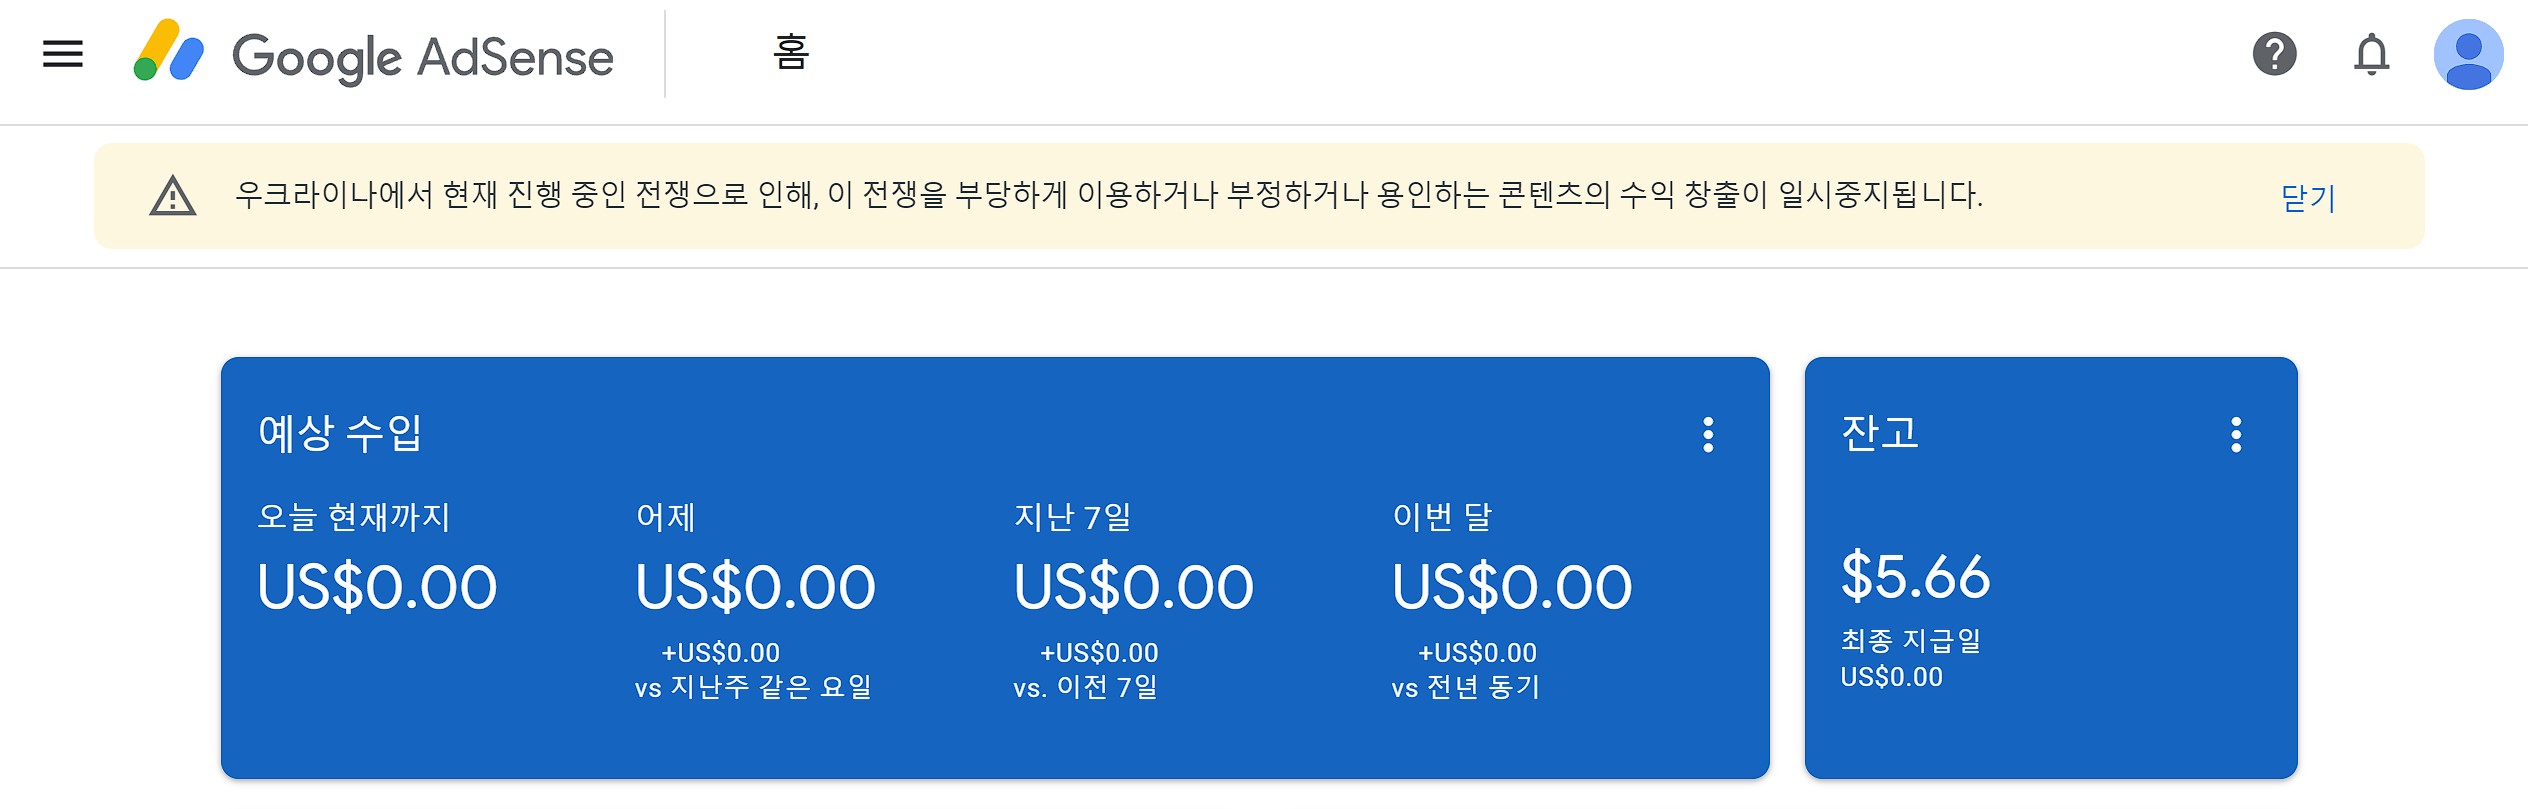 Google AdSense
홈
우크라이나에서 현재 진행 중인 전쟁으로 인해, 이 전쟁을 부당하게 이용하거나 부정하거나 용인하는 콘텐츠의 수익 창출이 일시중지됩니다.
닫기
예상 수입
오늘 현재까지
US$0.00
어제
US$0.00
+US$0.00
vs 지난주 같은 요일
지난 7일
US$0.00
+US$0.00
vs. 이전 7일
이번 달
US$0.00
+US$0.00
vs 전년 동기
잔고
$5.66
최종 지급일
US$0.00